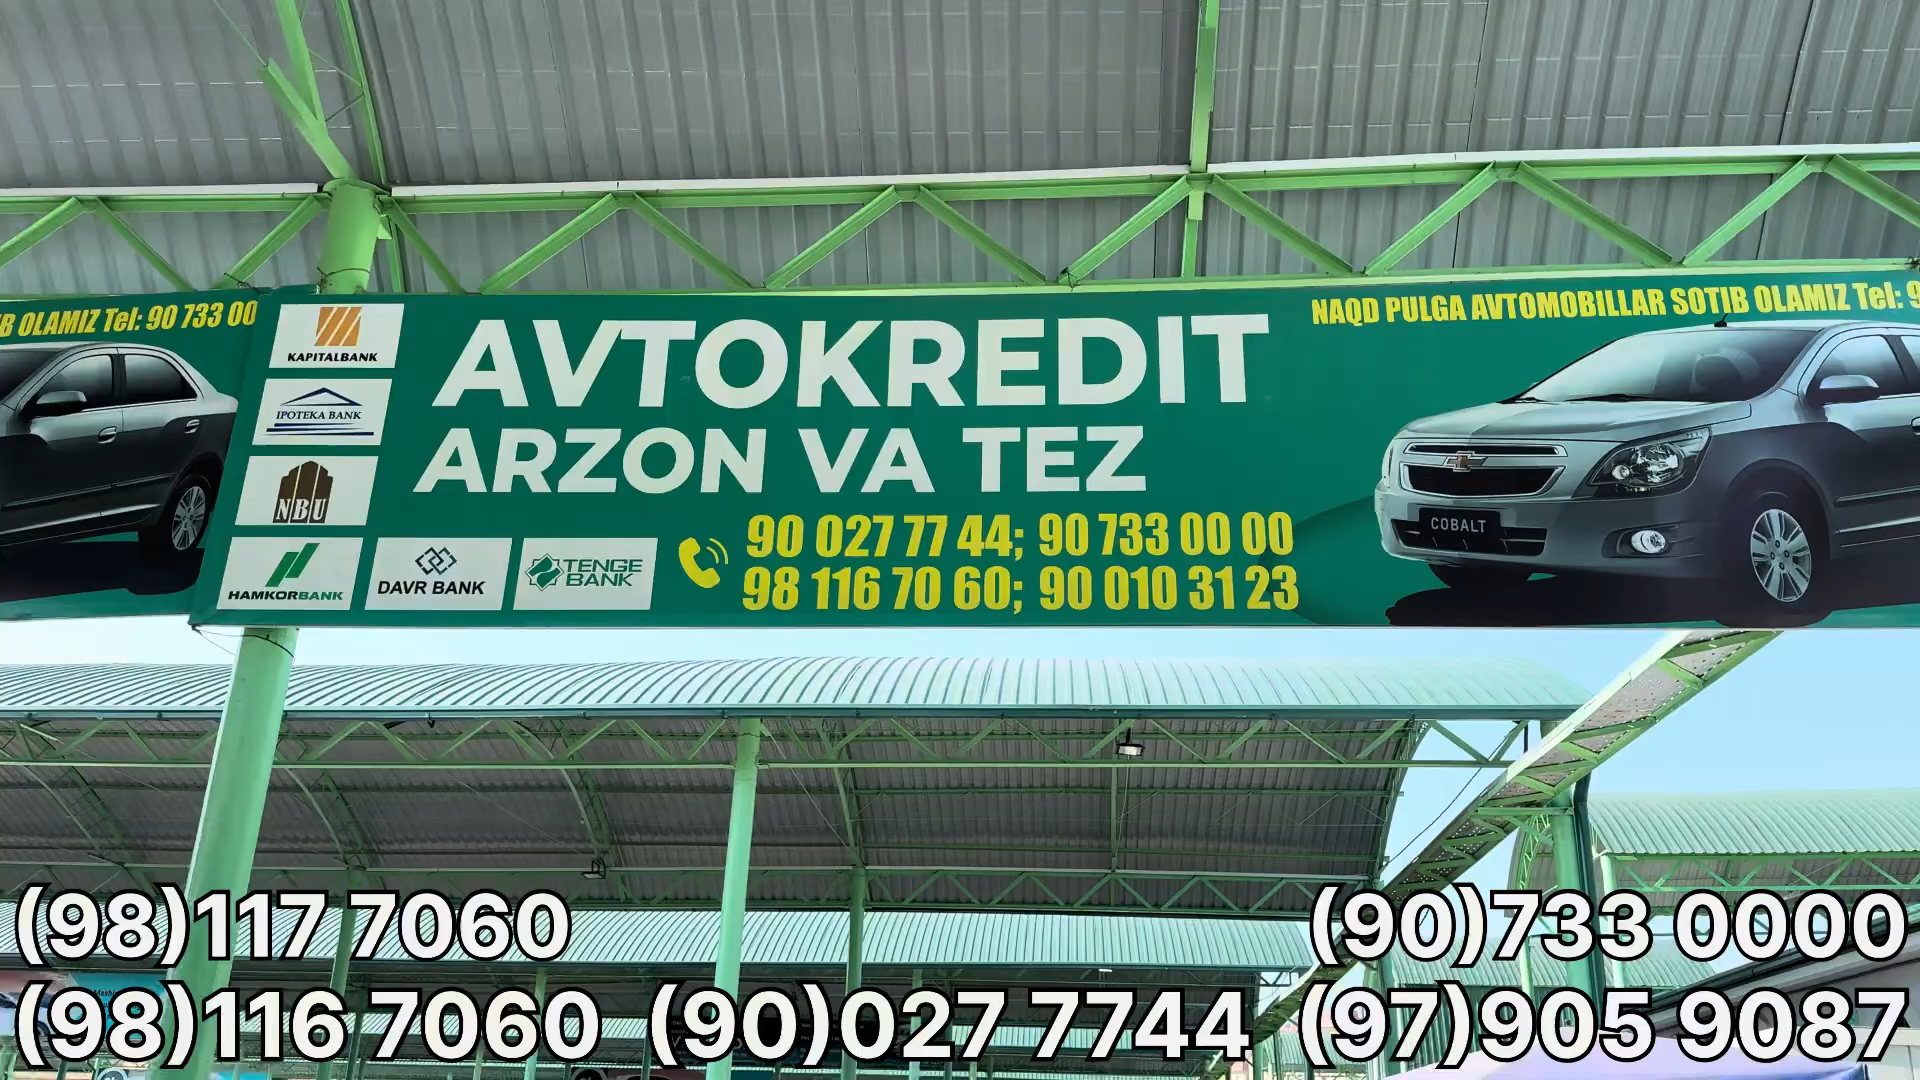 B OLAMIZ Tel: 90 733 00
KAPITALBANK
IPOTEKA BANK
NBU
HAMKORBANK
DAVR BANK
TENGE BANK
AVTOKREDIT
ARZON VA TEZ
90 027 77 44; 90 733 00 00
98 116 70 60; 90 010 31 23
NAQD PULGA AVTOMOBILLAR SOTIB OLAMIZ Tel: 9
COBALT
(98)117 7060
(90)733 0000
(98)116 7060
(90)027 7744
(97)905 9087